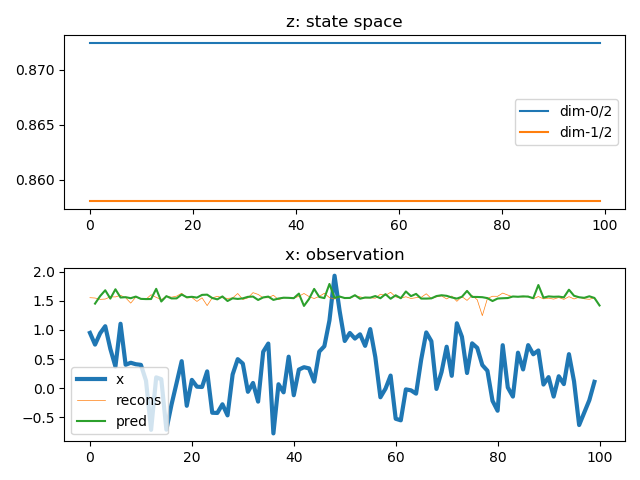 z: state space
0.870
0.865
0.860
dim-0/2
dim-1/2
0 20 40 60 80 100
x: observation
2.0
1.5
1.0
0.5
0.0
−0.5
x
recons
pred
0 20 40 60 80 100